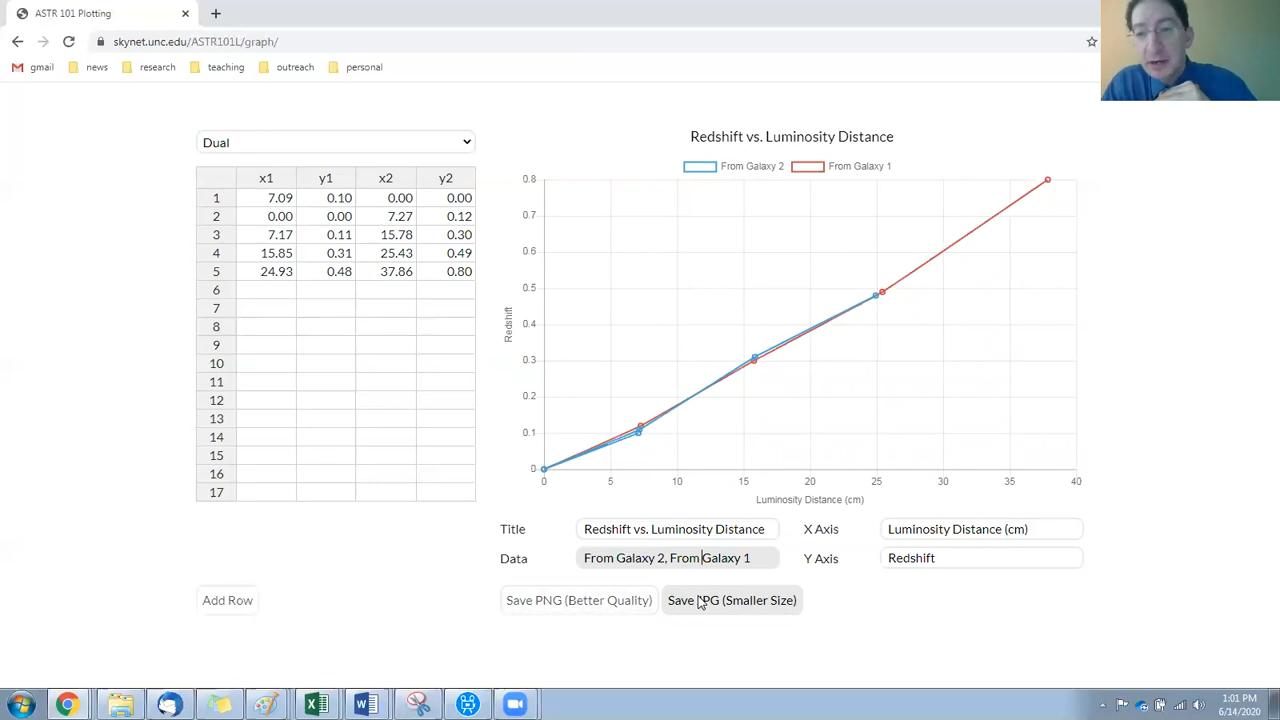 ASTR 101 Plotting
skynet.unc.edu/ASTR101L/graph/
gmail news research teaching outreach personal
Dual
Redshift vs. Luminosity Distance
From Galaxy 2 From Galaxy 1
x1 y1 x2 y2
1 7.09 0.10 0.00 0.00
2 0.00 0.00 7.27 0.12
3 7.17 0.11 15.78 0.30
4 15.85 0.31 25.43 0.49
5 24.93 0.48 37.86 0.80
6
7
8
9
10
11
12
13
14
15
16
17
0.8
0.7
0.6
0.5
0.4
0.3
0.2
0.1
0
Redshift
0 5 10 15 20 25 30 35 40
Luminosity Distance (cm)
Title Redshift vs. Luminosity Distance X Axis Luminosity Distance (cm)
Data From Galaxy 2, From Galaxy 1 Y Axis Redshift
Add Row Save PNG (Better Quality) Save JPG (Smaller Size)
1:01 PM
6/14/2020